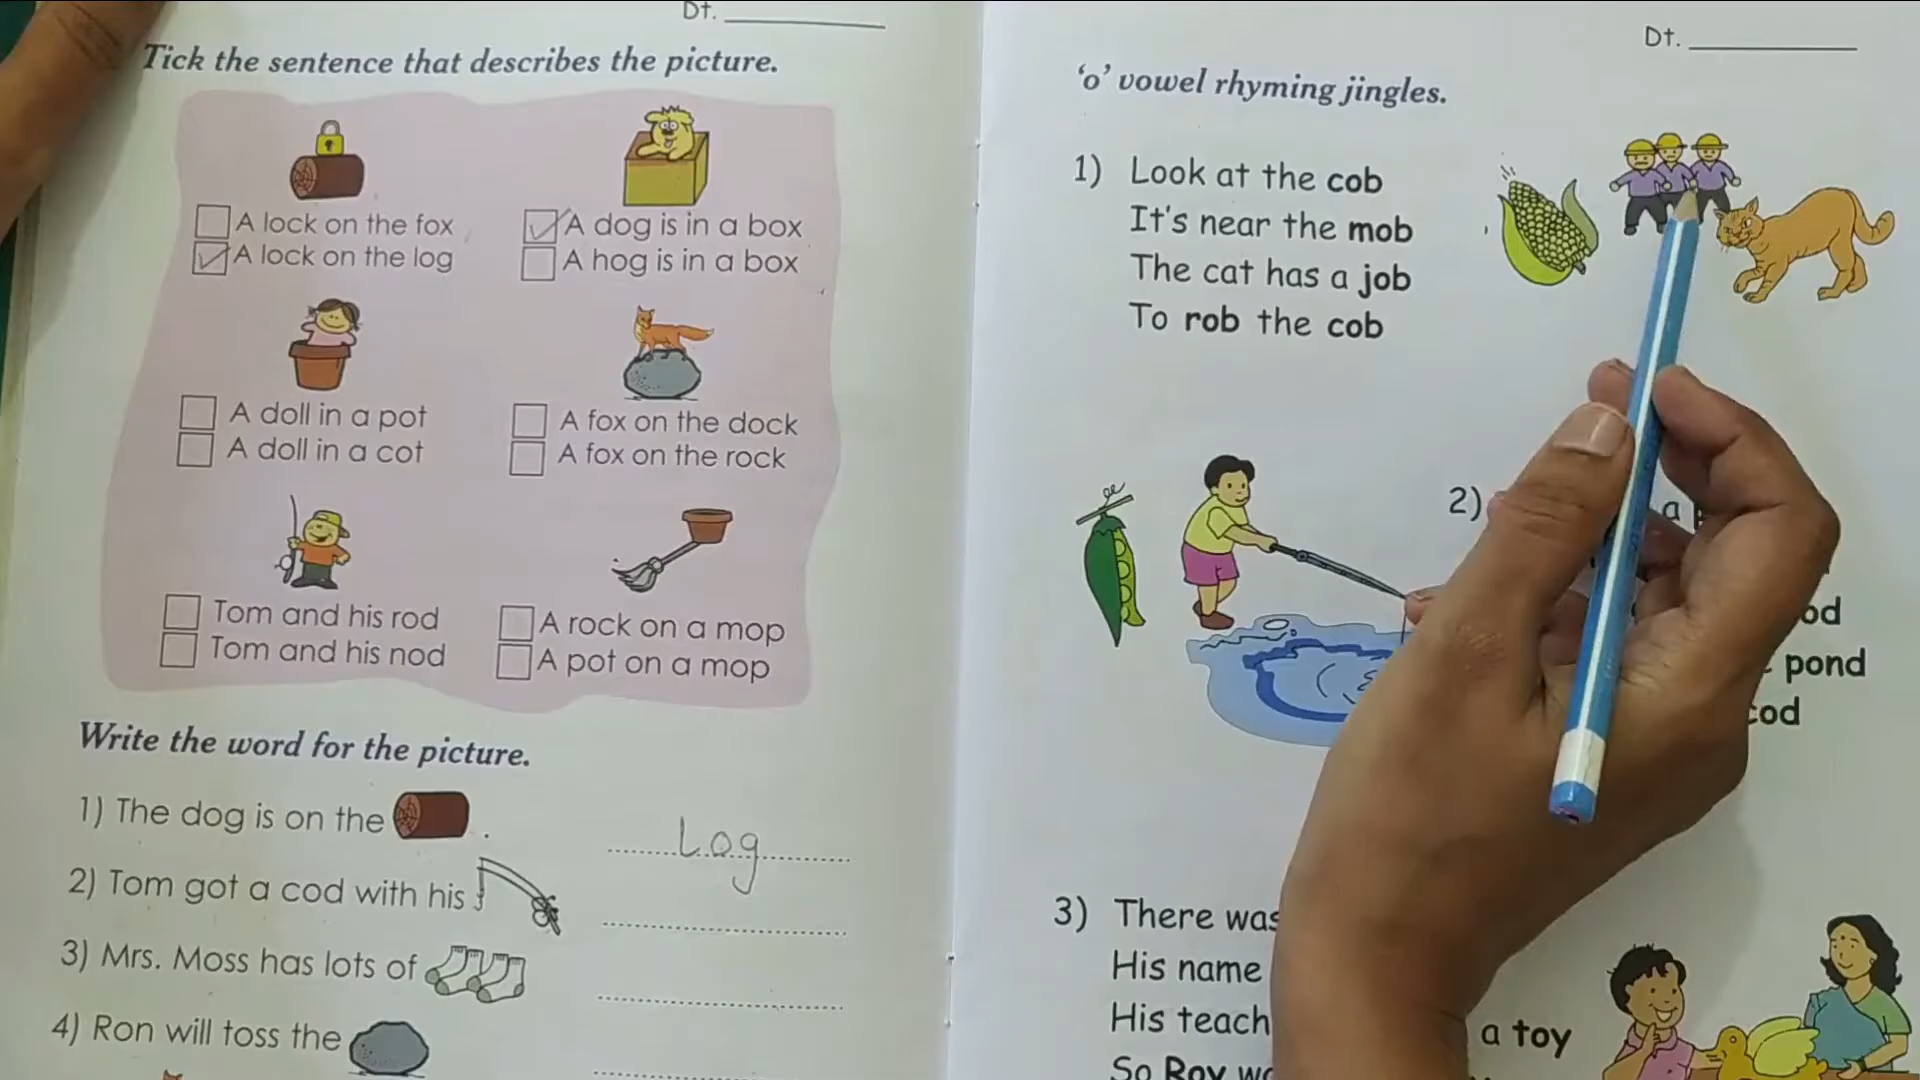 Dt.
Tick the sentence that describes the picture.
A lock on the fox
A lock on the log
A dog is in a box
A hog is in a box
A doll in a pot
A doll in a cot
A fox on the dock
A fox on the rock
Tom and his rod
Tom and his nod
A rock on a mop
A pot on a mop
Write the word for the picture.
1) The dog is on the .
Log
2) Tom got a cod with his
3) Mrs. Moss has lots of
4) Ron will toss the
Dt.
'o' vowel rhyming jingles.
1) Look at the cob
It's near the mob
The cat has a job
To rob the cob
2) a
pond
cod
3) There was
His name
His teach
a toy
So Roy